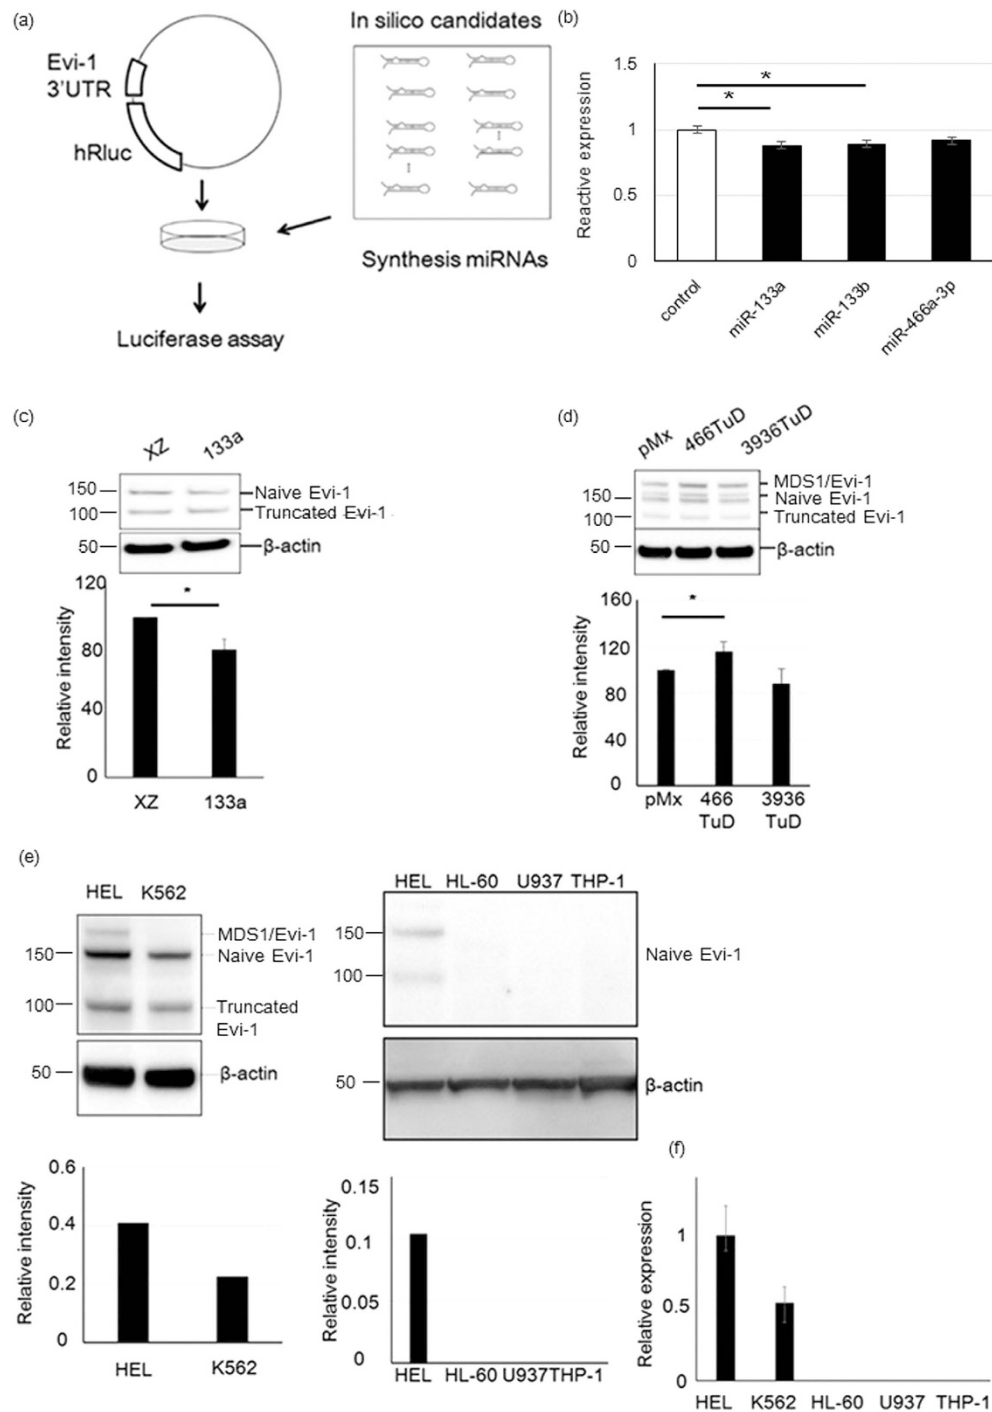 (a)
Evi-1
3'UTR
hRluc
Luciferase assay
In silico candidates
Synthesis miRNAs
(b)
Reactive expression
1.5
1
0.5
0
*
*
control
miR-133a
miR-133b
miR-466a-3p
(c)
XZ 133a
150
100
50
Naive Evi-1
Truncated Evi-1
β-actin
Relative intensity
120
80
40
0
*
XZ 133a
(d)
pMx 466TuD 3936TuD
150
100
50
MDS1/Evi-1
Naive Evi-1
Truncated Evi-1
β-actin
Relative intensity
160
120
80
40
0
*
pMx 466 3936
TuD TuD
(e)
HEL K562
150
100
50
MDS1/Evi-1
Naive Evi-1
Truncated
Evi-1
β-actin
HEL HL-60 U937 THP-1
150
100
50
Naive Evi-1
β-actin
Relative intensity
0.6
0.4
0.2
0
HEL K562
Relative intensity
0.15
0.1
0.05
0
HEL HL-60 U937THP-1
(f)
Relative expression
1
0.5
0
HEL K562 HL-60 U937 THP-1